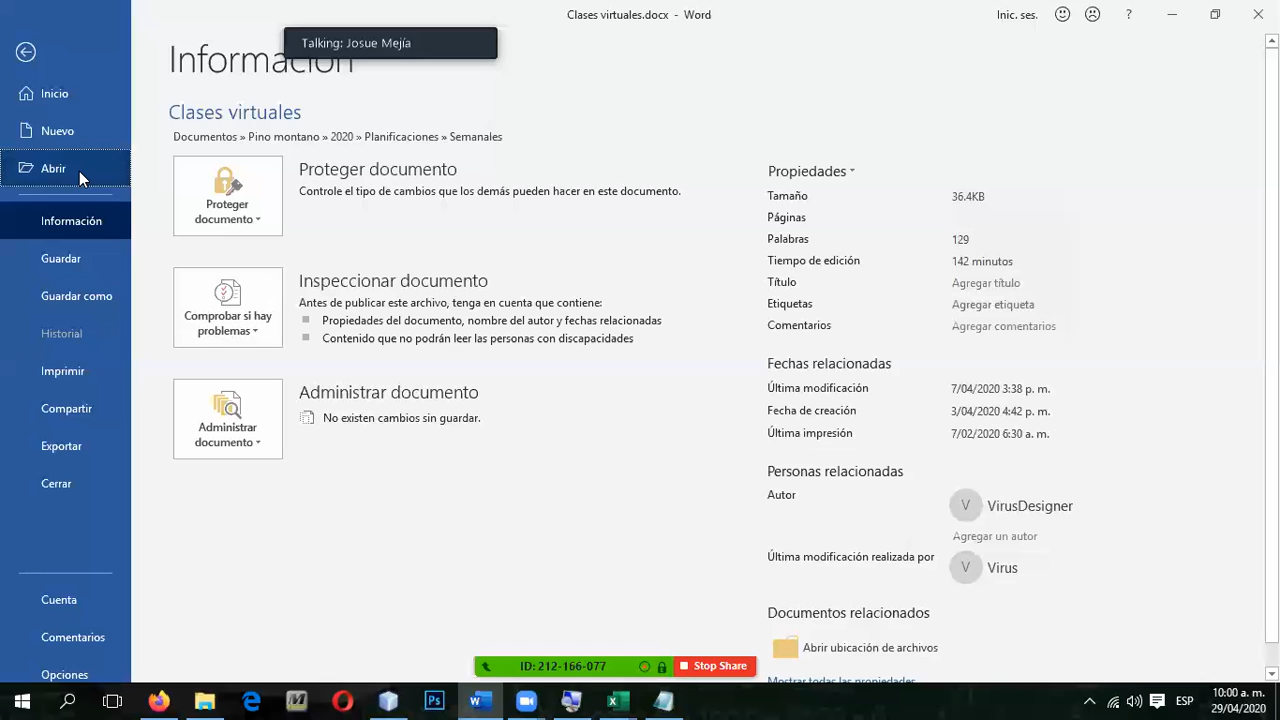 Clases virtuales.docx - Word
Inic. ses.
?
Talking: Josue Mejía
Información
Inicio
Nuevo
Abrir
Información
Guardar
Guardar como
Historial
Imprimir
Compartir
Exportar
Cerrar
Cuenta
Comentarios
Opciones
Clases virtuales
Documentos » Pino montano » 2020 » Planificaciones » Semanales
Proteger documento
Proteger documento
Controle el tipo de cambios que los demás pueden hacer en este documento.
Comprobar si hay problemas
Inspeccionar documento
Antes de publicar este archivo, tenga en cuenta que contiene:
Propiedades del documento, nombre del autor y fechas relacionadas
Contenido que no podrán leer las personas con discapacidades
Administrar documento
Administrar documento
No existen cambios sin guardar.
Propiedades
Tamaño 36.4KB
Páginas
Palabras 129
Tiempo de edición 142 minutos
Título Agregar título
Etiquetas Agregar etiqueta
Comentarios Agregar comentarios
Fechas relacionadas
Última modificación 7/04/2020 3:38 p. m.
Fecha de creación 3/04/2020 4:42 p. m.
Última impresión 7/02/2020 6:30 a. m.
Personas relacionadas
Autor
V VirusDesigner
Agregar un autor
Última modificación realizada por
V Virus
Documentos relacionados
Abrir ubicación de archivos
Mostrar todas las propiedades
ID: 212-166-077
Stop Share
ESP
10:00 a. m.
29/04/2020